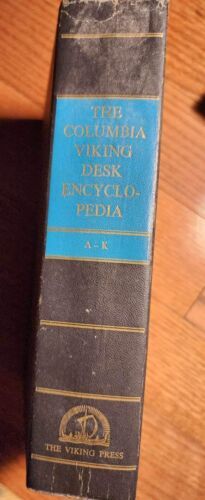 THE
COLUMBIA
VIKING
DESK
ENCYCLO-
PEDIA
A - K
THE VIKING PRESS